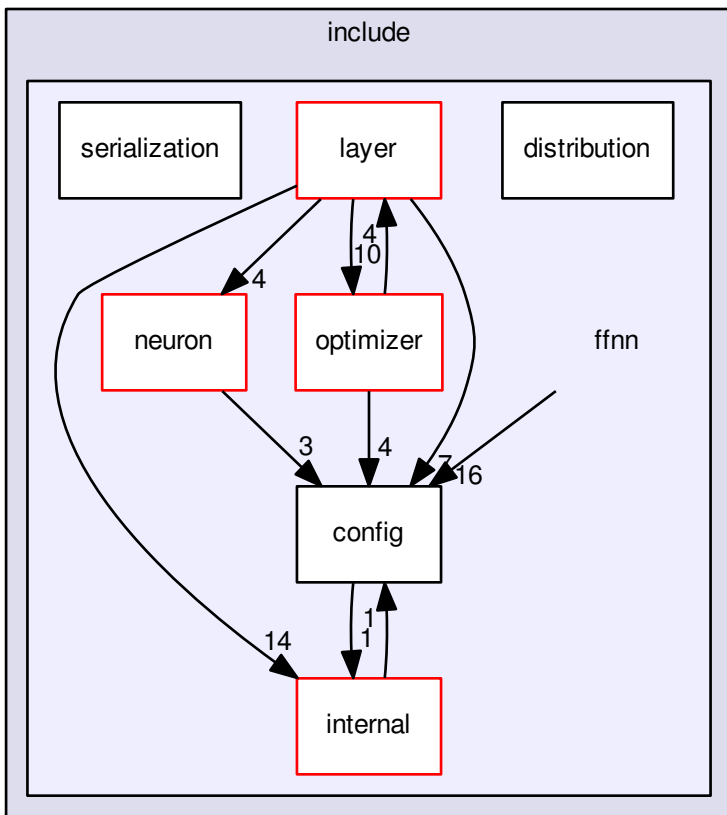 include
serialization
layer
distribution
4
10
4
neuron
optimizer
ffnn
3
4
7
16
config
1
1
14
internal